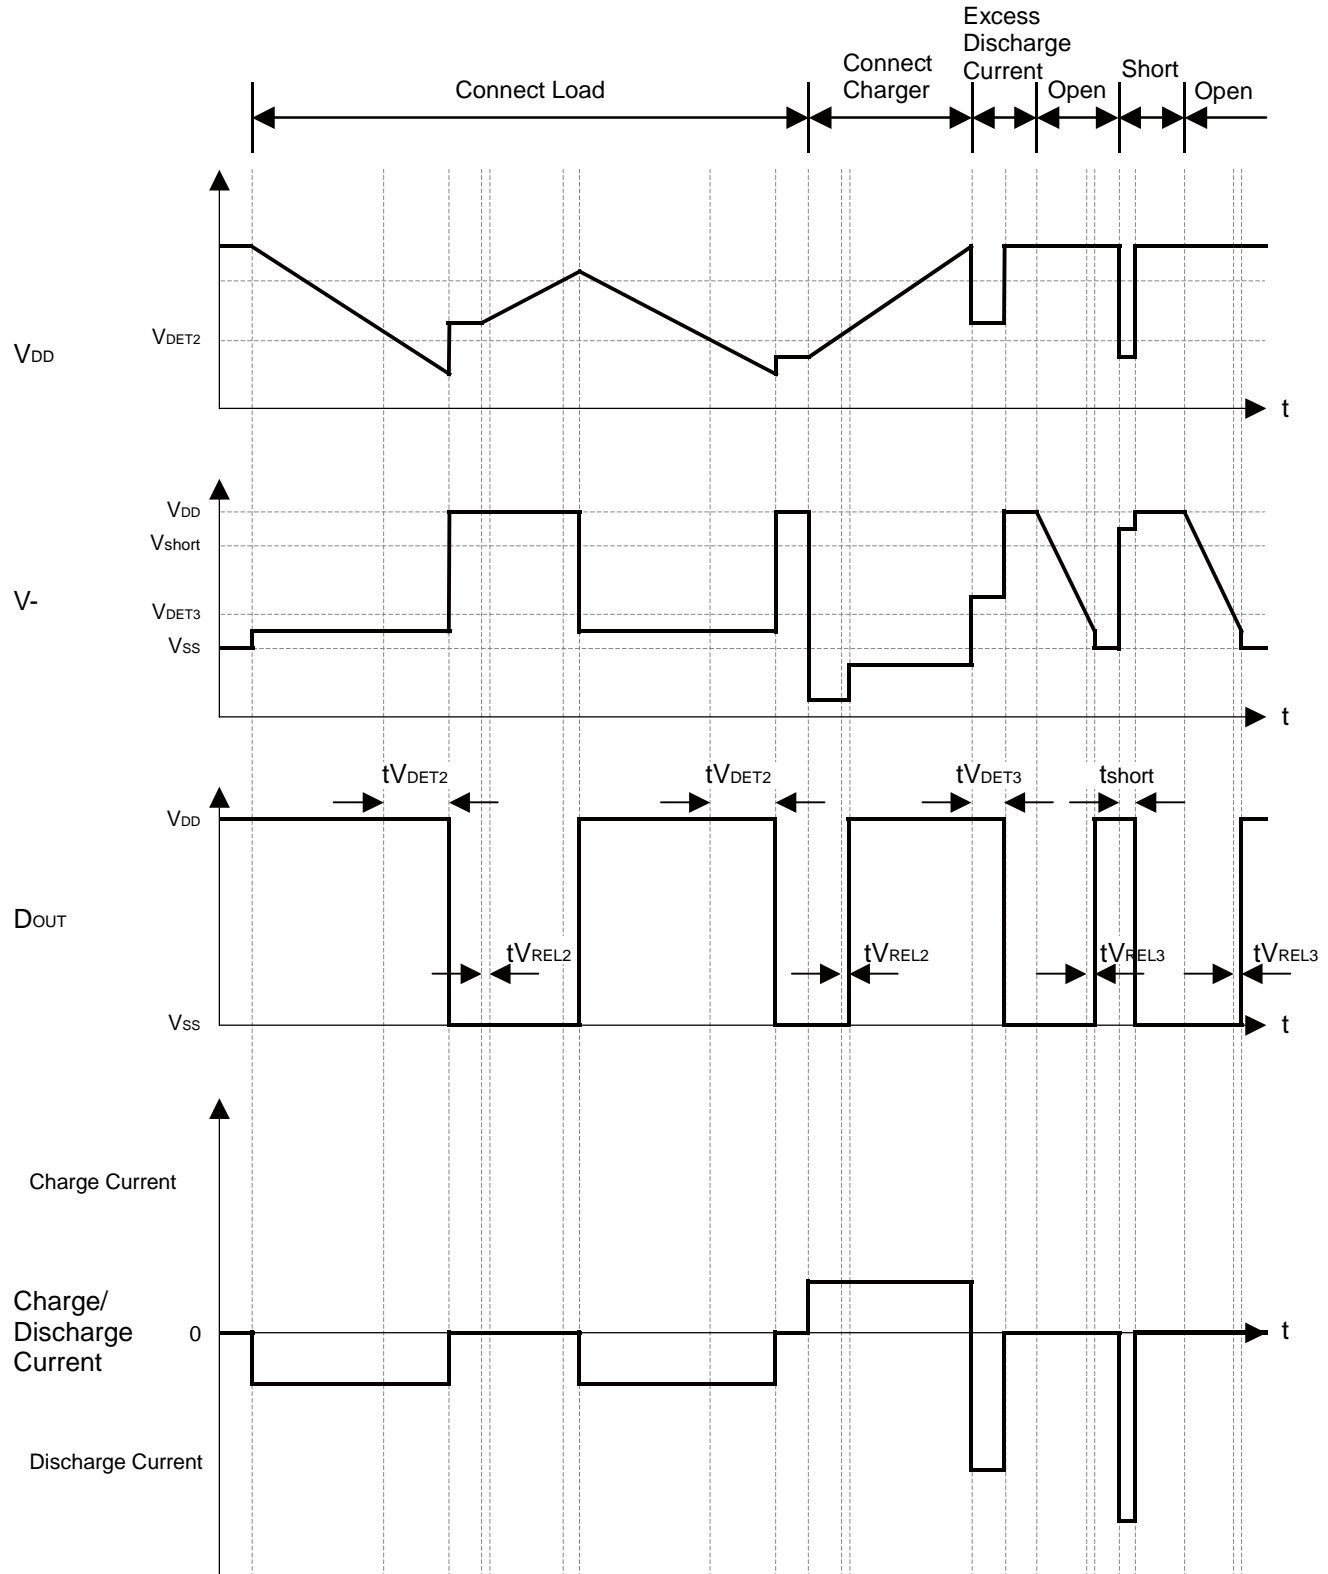 Excess
Discharge
Current
Connect
Charger
Short
Connect Load
Open
Open
VDET2
VDD
t
VDD
Vshort
V-
VDET3
VSS
t
tVDET2
tVDET2
tVDET3
tshort
VDD
DOUT
tVREL2
tVREL2
tVREL3
tVREL3
VSS
t
Charge Current
Charge/
Discharge
Current
0
t
Discharge Current